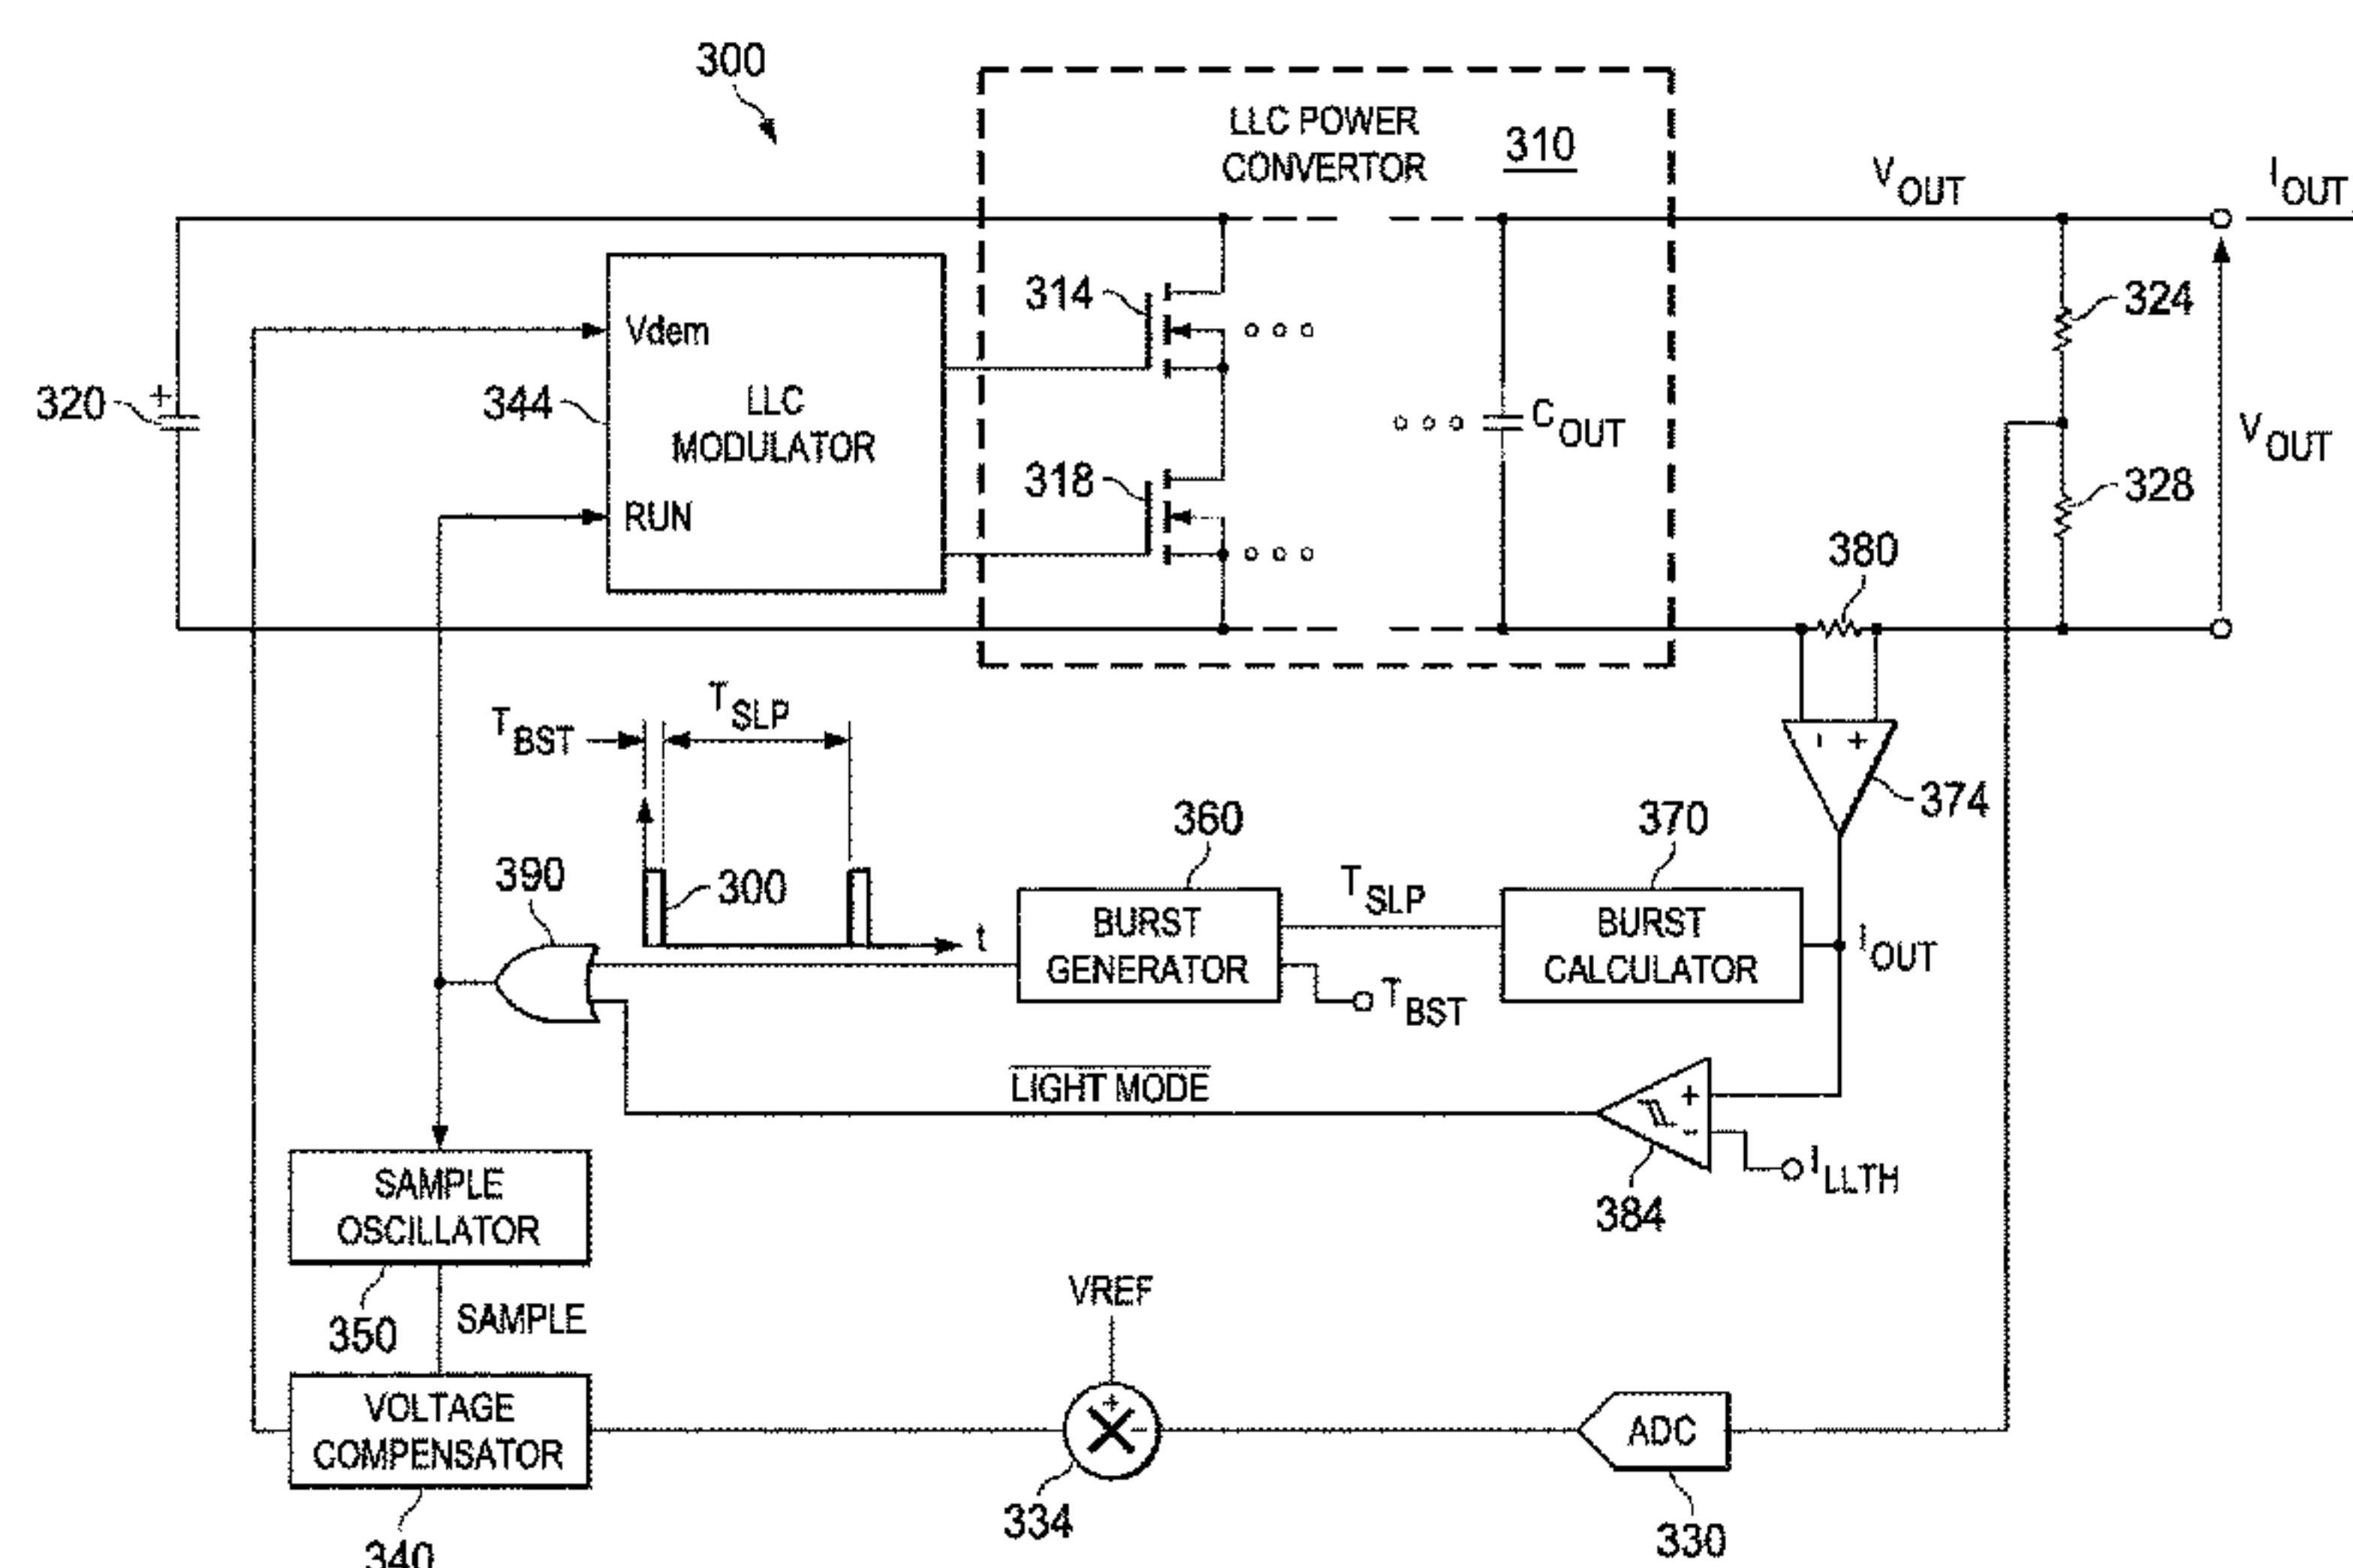 300
LLC POWER
CONVERTOR
310
VOUT
IOUT
314
324
Vdem
320
+
344
LLC
MODULATOR
COUT
VOUT
318
328
RUN
380
TBST
TSLP
- +
374
360
370
390
300
TSLP
BURST
GENERATOR
BURST
CALCULATOR
t
IOUT
TBST
LIGHT MODE
+
-
ILLTH
384
SAMPLE
OSCILLATOR
350
SAMPLE
VREF
VOLTAGE
COMPENSATOR
+
-
ADC
334
330
340